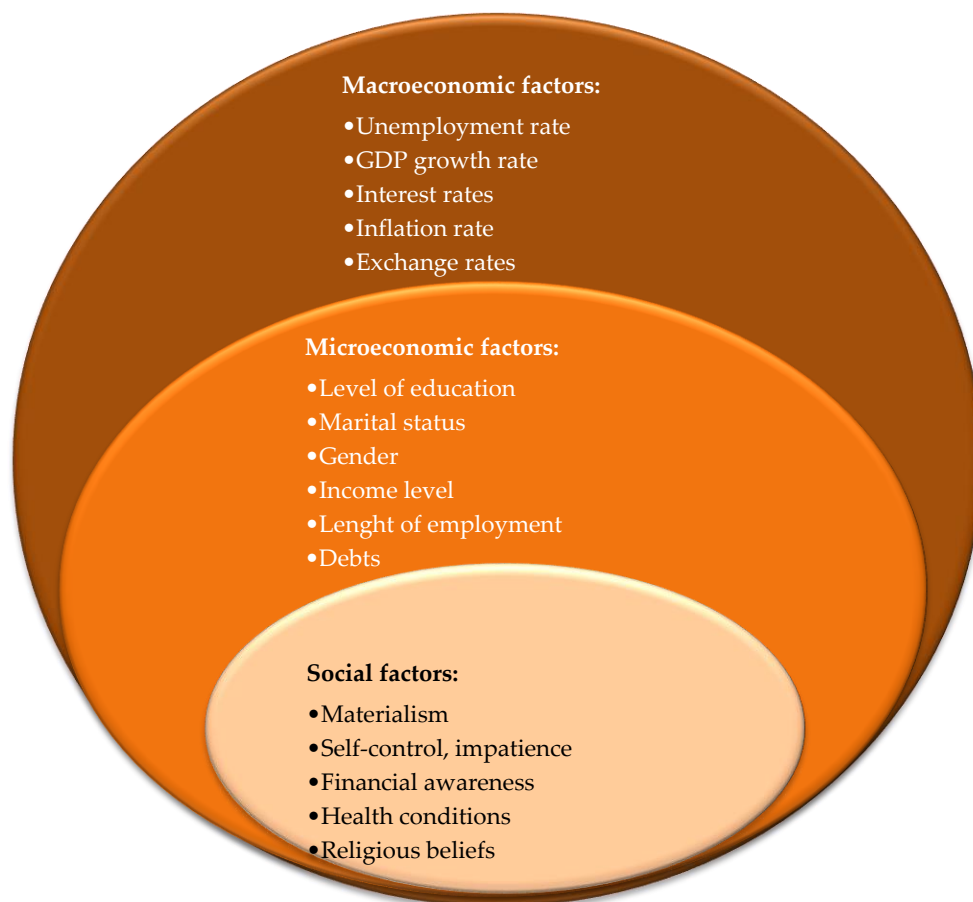 Macroeconomic factors:
•Unemployment rate
•GDP growth rate
•Interest rates
•Inflation rate
•Exchange rates
Microeconomic factors:
•Level of education
•Marital status
•Gender
•Income level
•Lenght of employment
•Debts
Social factors:
•Materialism
•Self-control, impatience
•Financial awareness
•Health conditions
•Religious beliefs